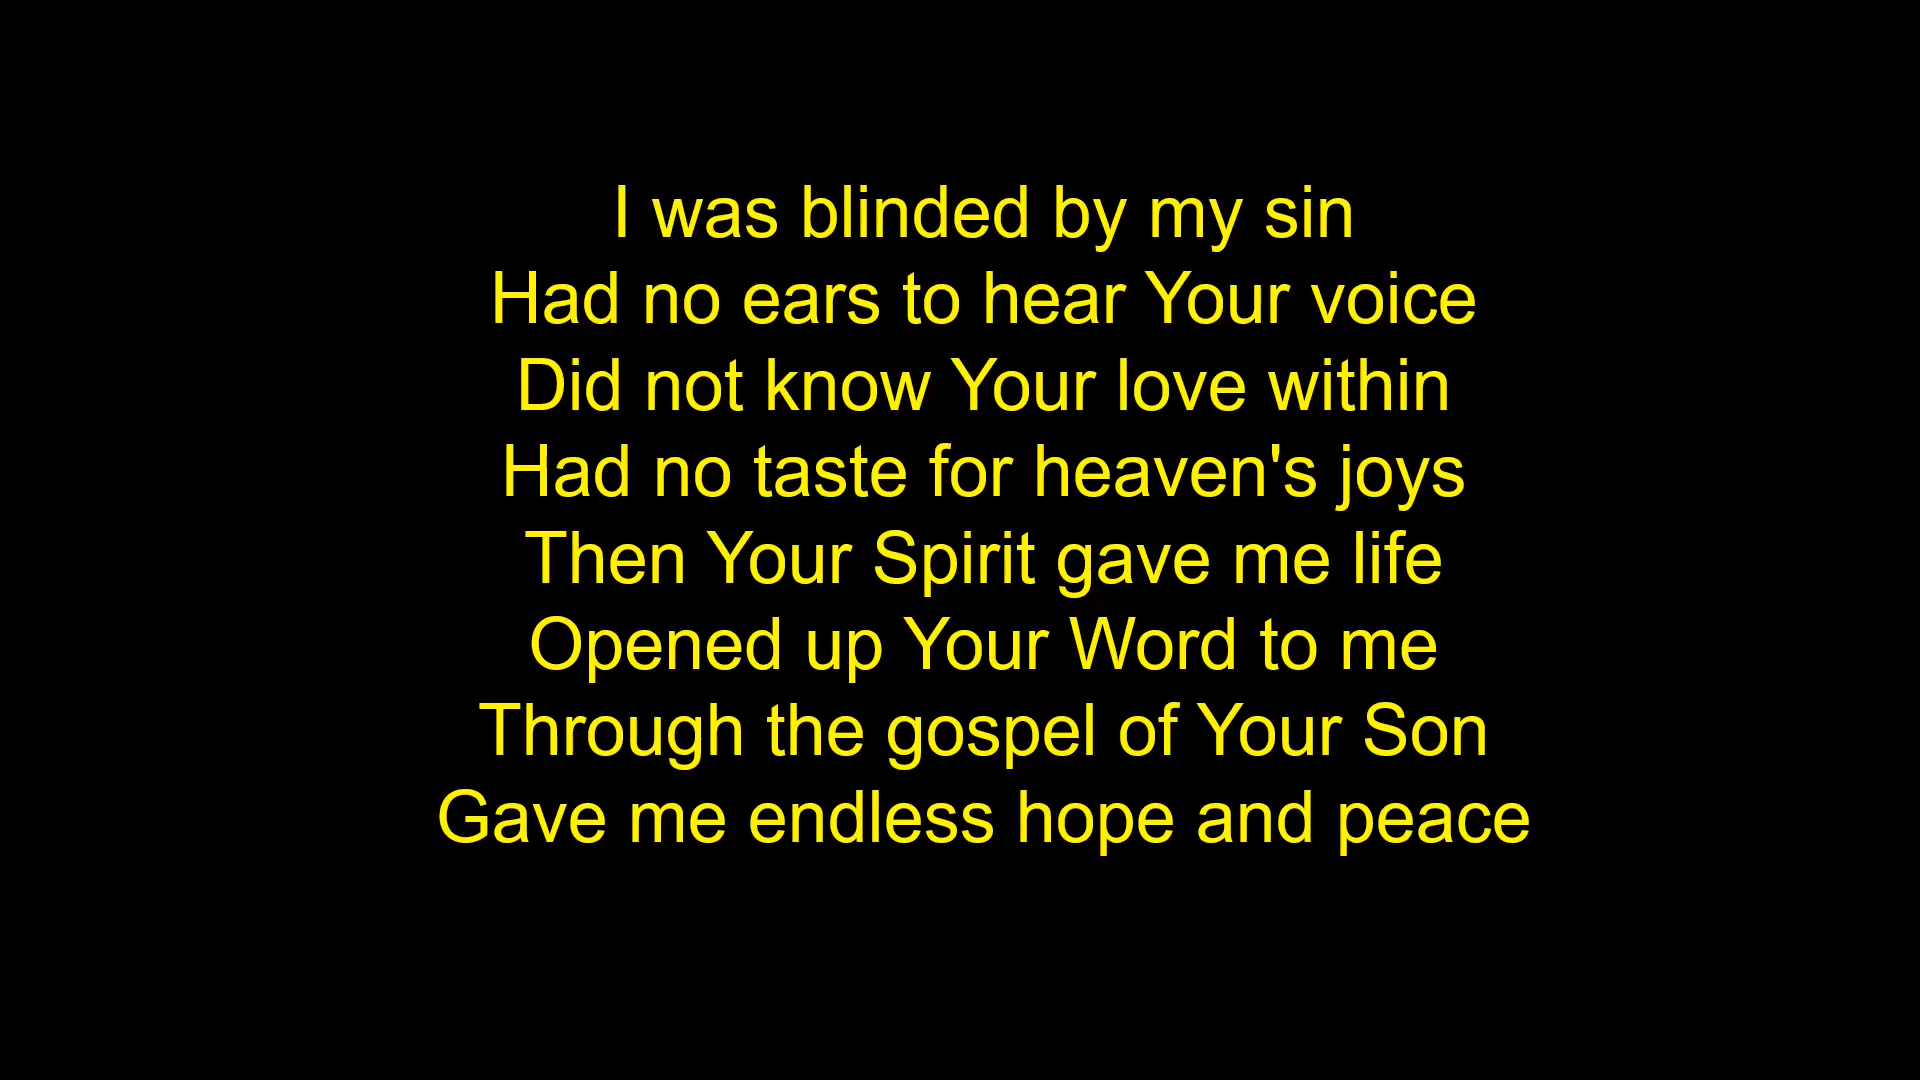 I was blinded by my sin
Had no ears to hear Your voice
Did not know Your love within
Had no taste for heaven's joys
Then Your Spirit gave me life
Opened up Your Word to me
Through the gospel of Your Son
Gave me endless hope and peace